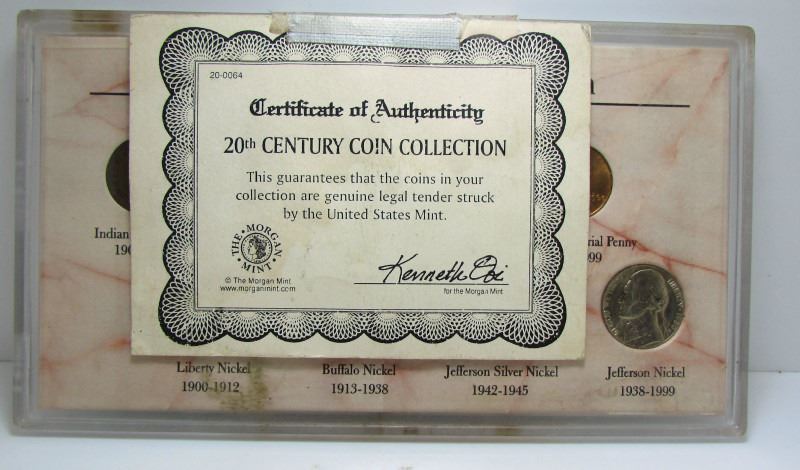 20-0064
Certificate of Authenticity
20th CENTURY COIN COLLECTION
This guarantees that the coins in your
collection are genuine legal tender struck
by the United States Mint.
THE • MORGAN • MINT •
© The Morgan Mint
www.morganmint.com
for the Morgan Mint
Indian
Penny
Liberty Nickel
1900-1912
Buffalo Nickel
1913-1938
Jefferson Silver Nickel
1942-1945
Jefferson Nickel
1938-1999